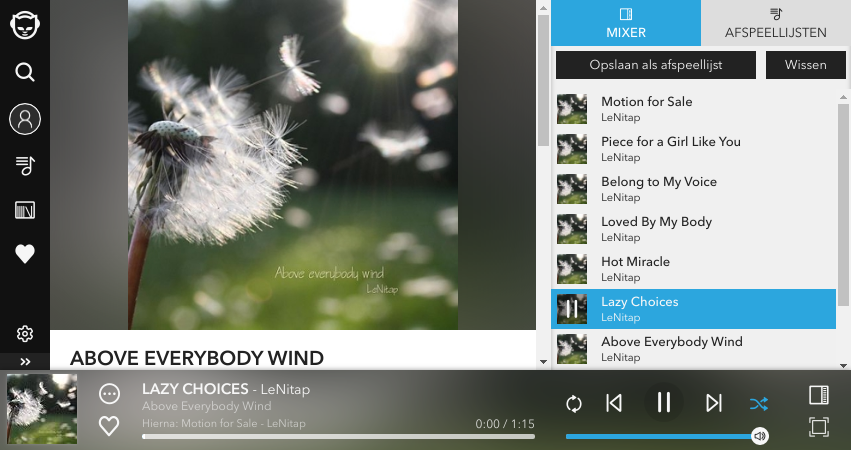 MIXER
AFSPEELLIJSTEN
Opslaan als afspeellijst
Wissen
Motion for Sale
LeNitap
Piece for a Girl Like You
LeNitap
Belong to My Voice
LeNitap
Loved By My Body
LeNitap
Hot Miracle
LeNitap
Lazy Choices
LeNitap
Above Everybody Wind
LeNitap
Above everybody wind
LeNitap
ABOVE EVERYBODY WIND
LAZY CHOICES - LeNitap
Above Everybody Wind
Hierna: Motion for Sale - LeNitap
0:00 / 1:15